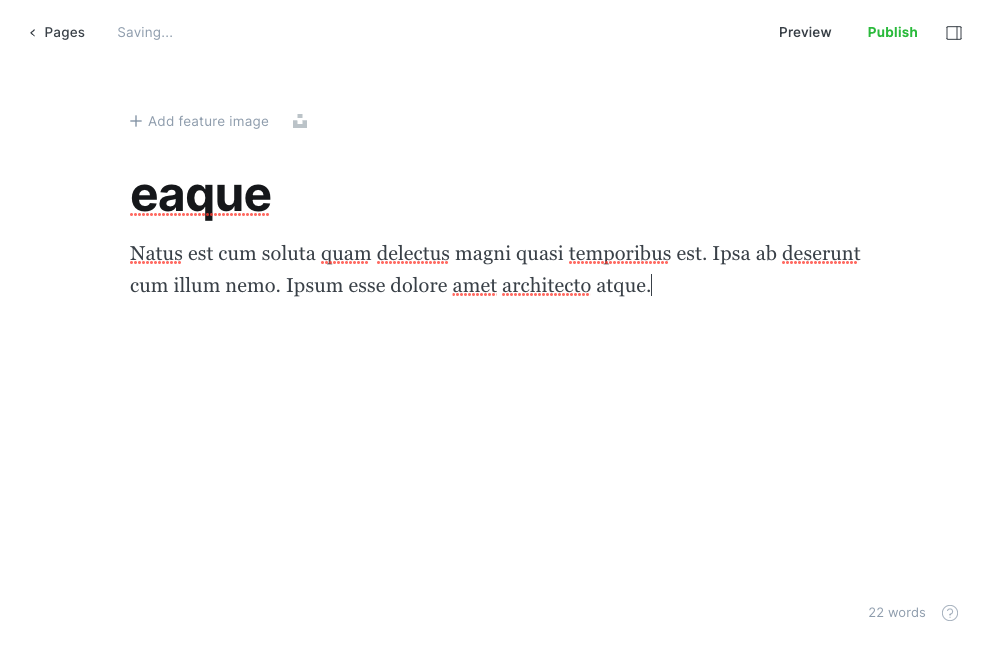 Pages
Saving...
Preview
Publish
Add feature image
eaque
Natus est cum soluta quam delectus magni quasi temporibus est. Ipsa ab deserunt
cum illum nemo. Ipsum esse dolore amet architecto atque.
22 words